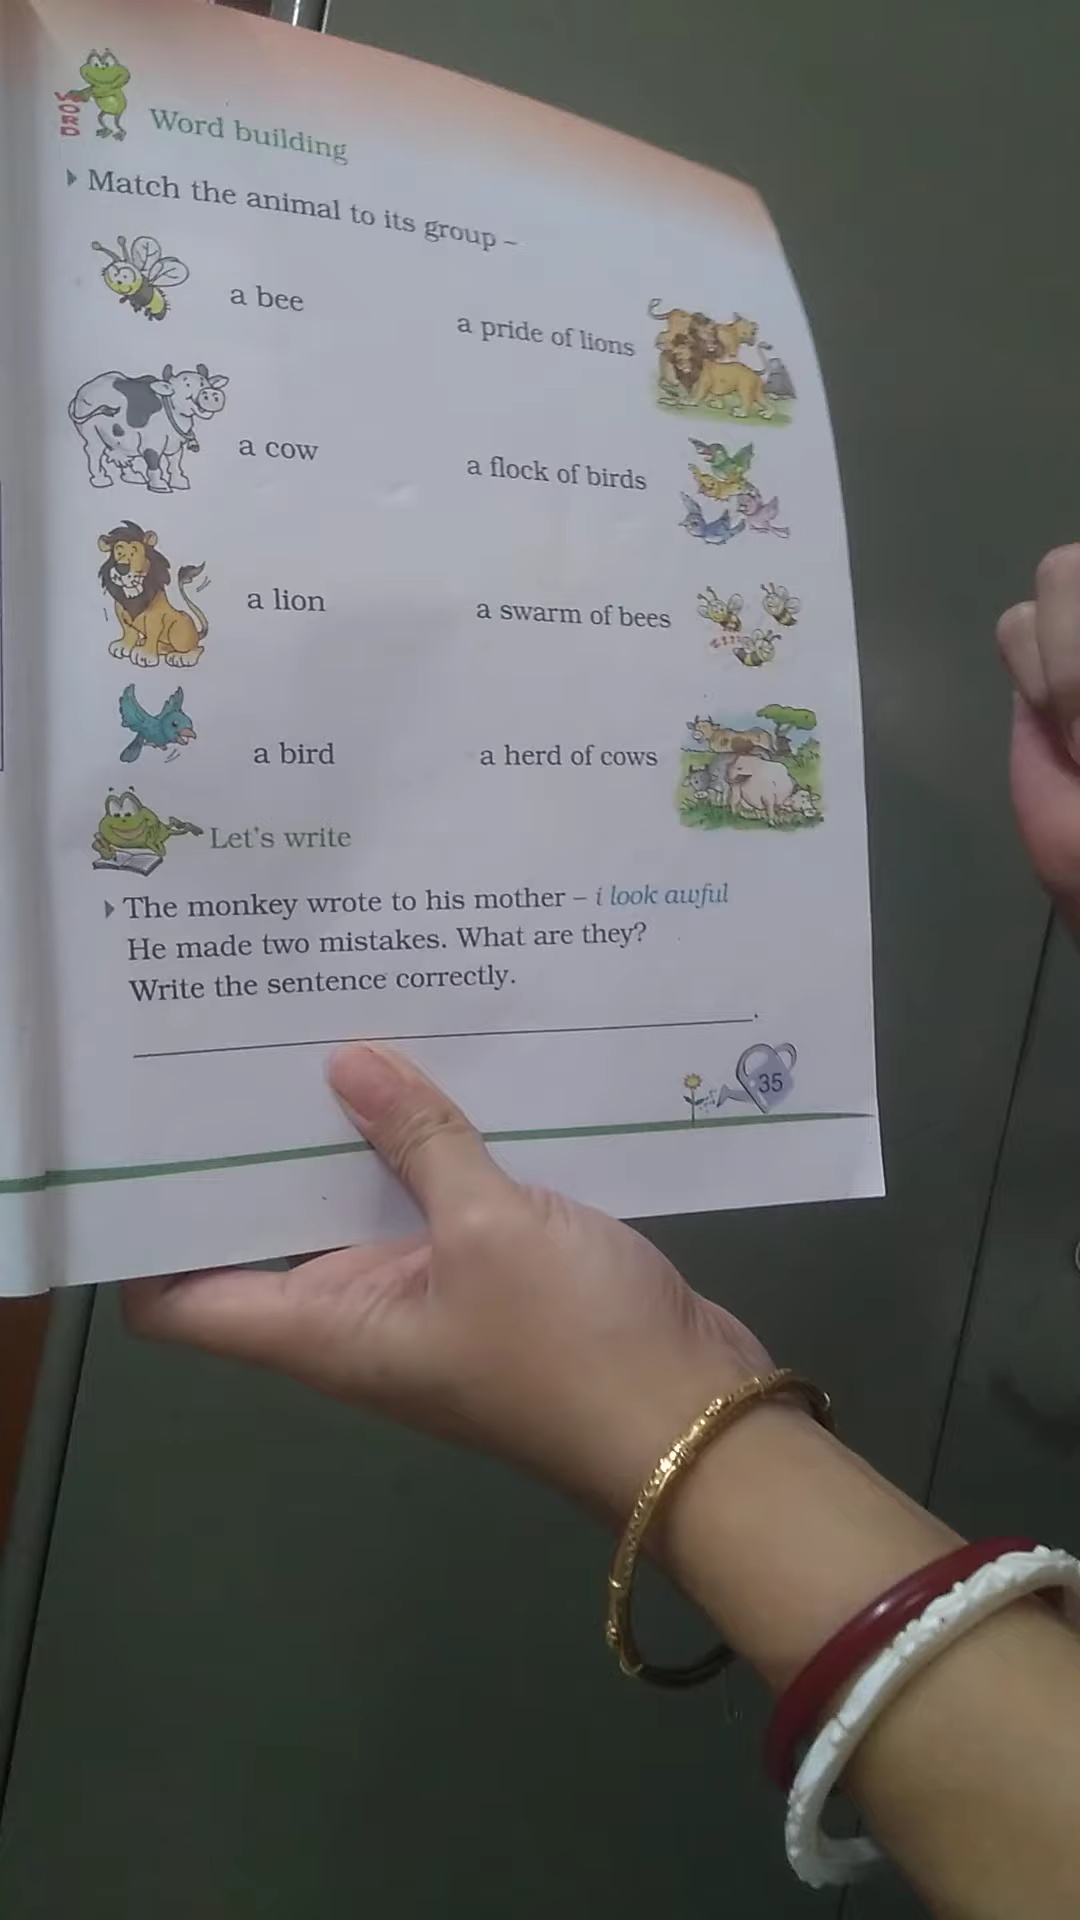 WORD
Word building
Match the animal to its group –
a bee
a pride of lions
a cow
a flock of birds
a lion
a swarm of bees
a bird
a herd of cows
Let's write
The monkey wrote to his mother – i look awful
He made two mistakes. What are they?
Write the sentence correctly.
35